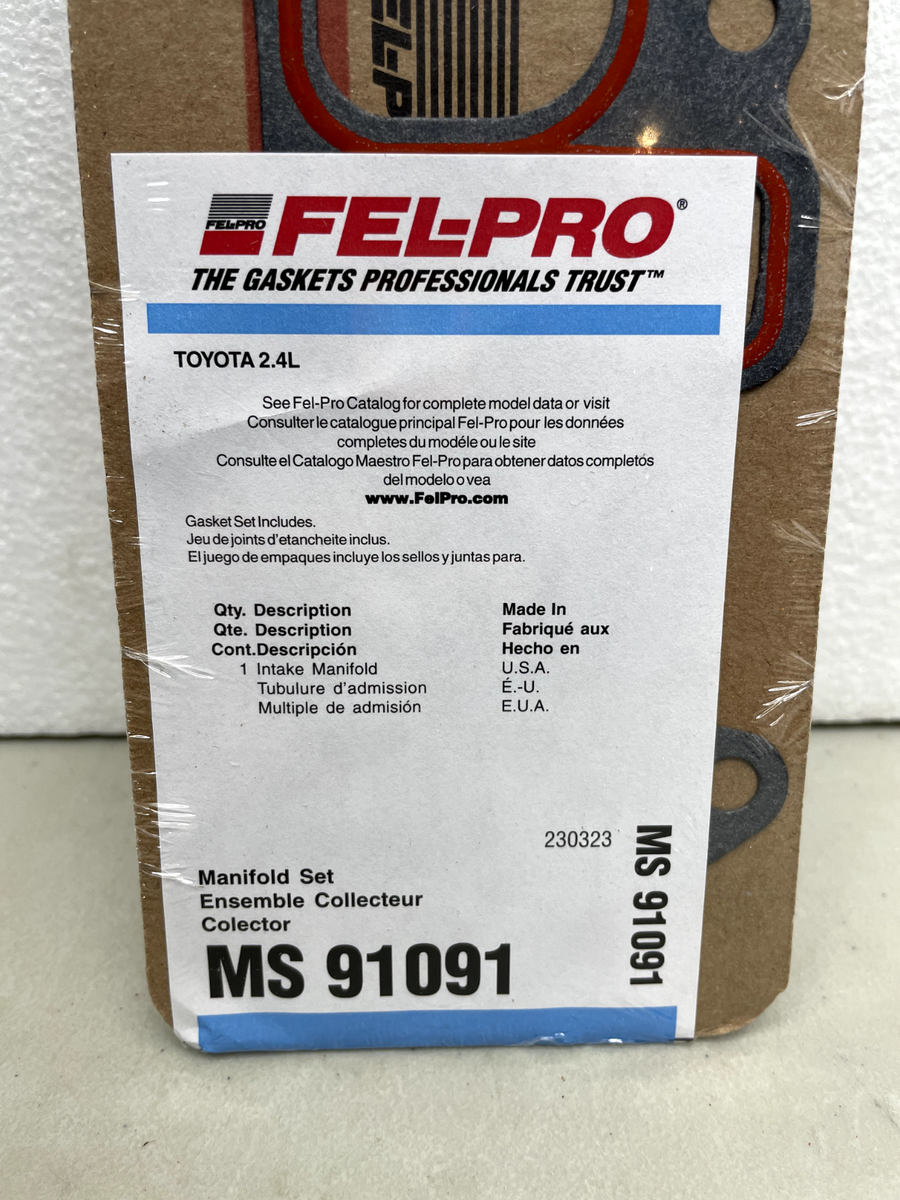 EL-P
FEL-PRO
FEL-PRO®
THE GASKETS PROFESSIONALS TRUST™
TOYOTA 2.4L
See Fel-Pro Catalog for complete model data or visit
Consulter le catalogue principal Fel-Pro pour les données
completes du modéle ou le site
Consulte el Catalogo Maestro Fel-Pro para obtener datos completos
del modelo o vea
www.FelPro.com
Gasket Set Includes.
Jeu de joints d'etancheite inclus.
El juego de empaques incluye los sellos y juntas para.
Qty. Description Made In
Qte. Description Fabriqué aux
Cont.Descripción Hecho en
1 Intake Manifold U.S.A.
Tubulure d'admission É.-U.
Multiple de admisión E.U.A.
230323
MS 91091
Manifold Set
Ensemble Collecteur
Colector
MS 91091